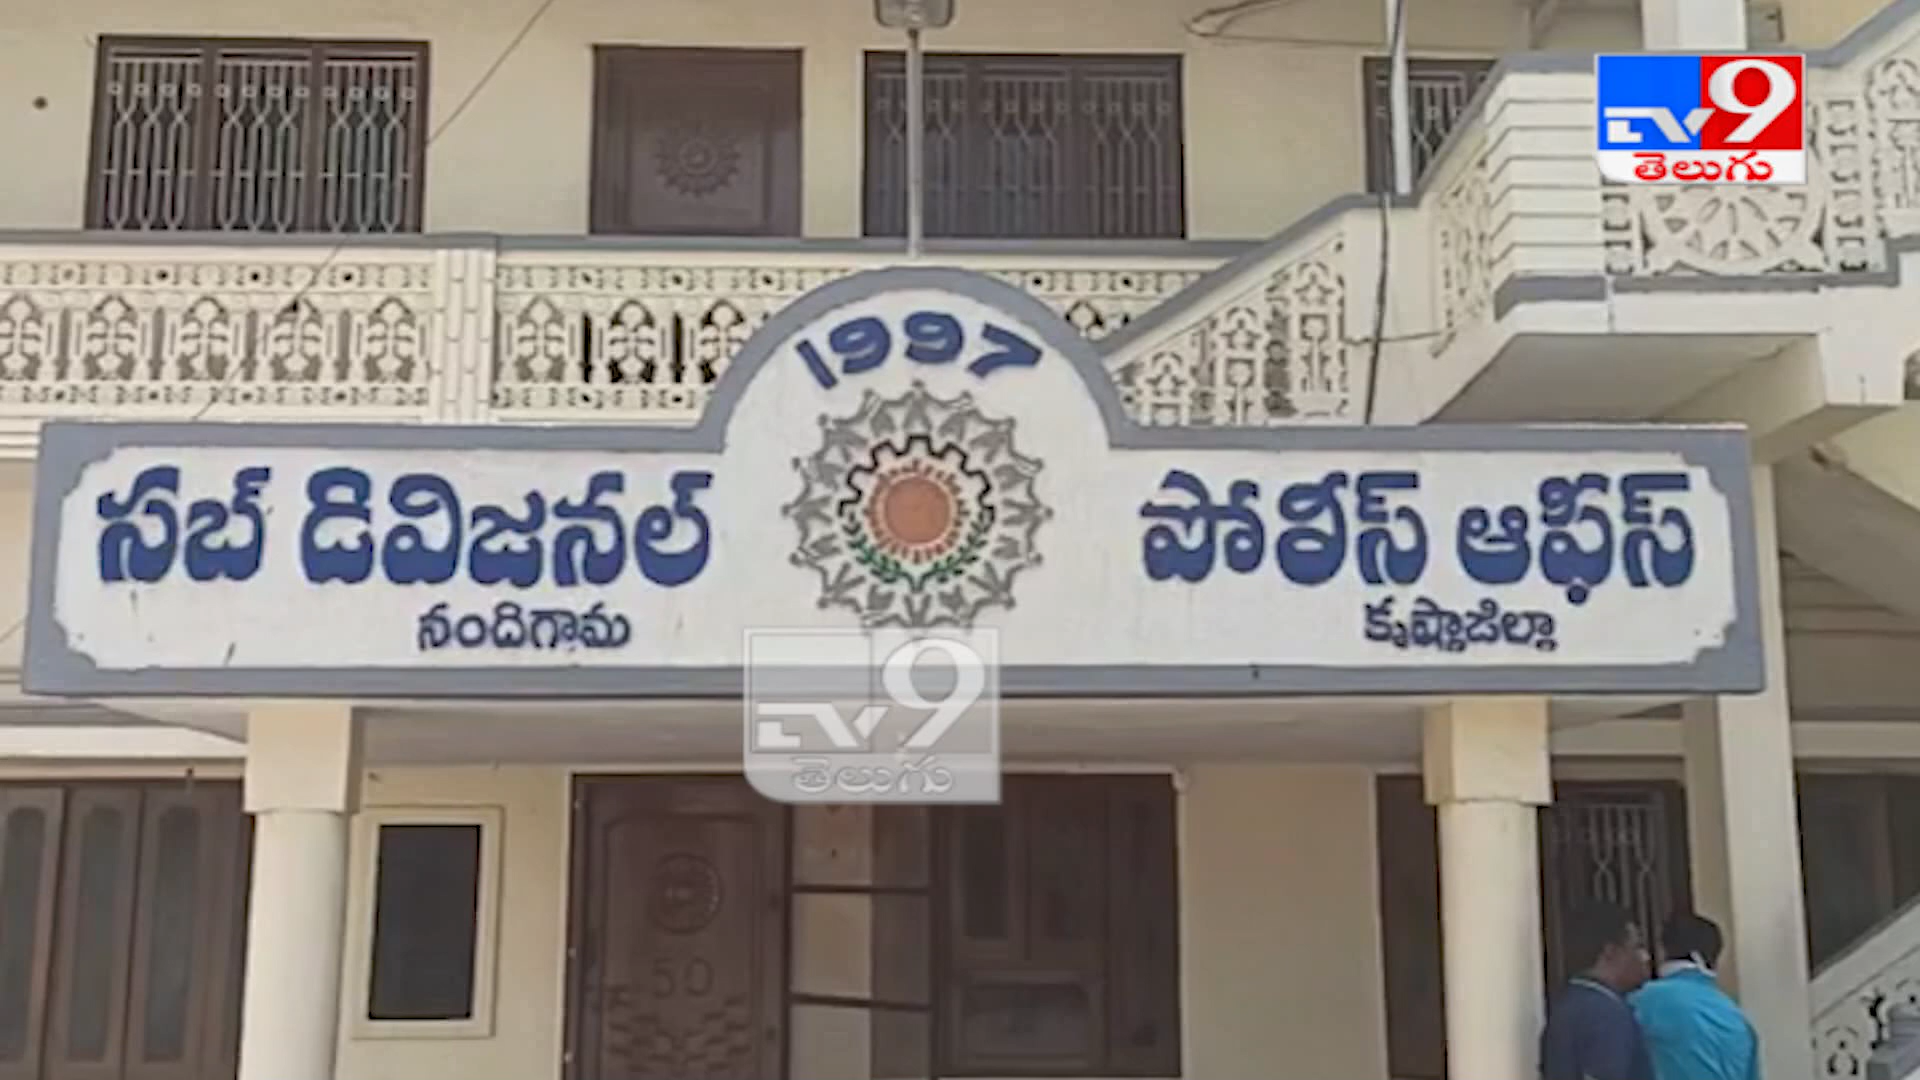 TV9
తెలుగు
1997
సబ్ డివిజనల్ పోలీస్ ఆఫీస్
నందిగామ కృష్ణాజిల్లా
TV9
తెలుగు
50